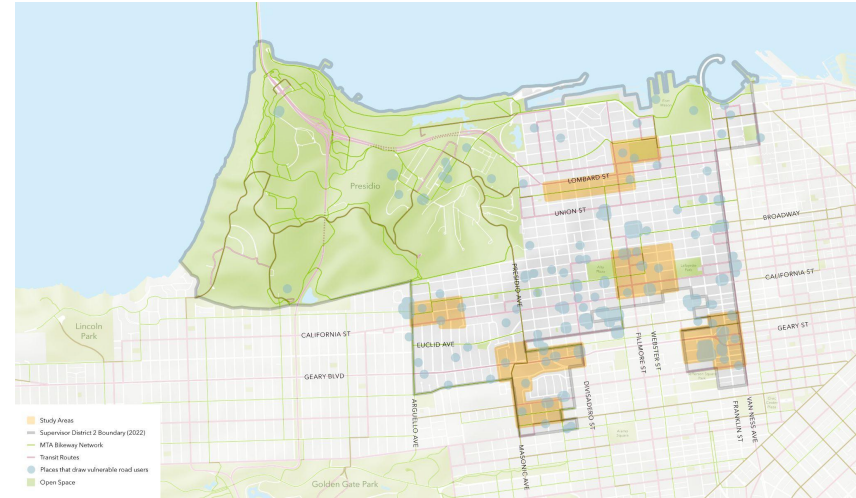 Presidio
LOMBARD ST
UNION ST
BROADWAY
PRESIDIO AVE
CALIFORNIA ST
Lincoln
Park
CALIFORNIA ST
GEARY ST
EUCLID AVE
FILLMORE ST
WEBSTER ST
GEARY BLVD
ARGUELLO AVE
DIVISADERO ST
VAN NESS AVE
FRANKLIN ST
MASONIC AVE
Golden Gate Park
Study Areas
Supervisor District 2 Boundary (2022)
MTA Bikeway Network
Transit Routes
Places that draw vulnerable road users
Open Space